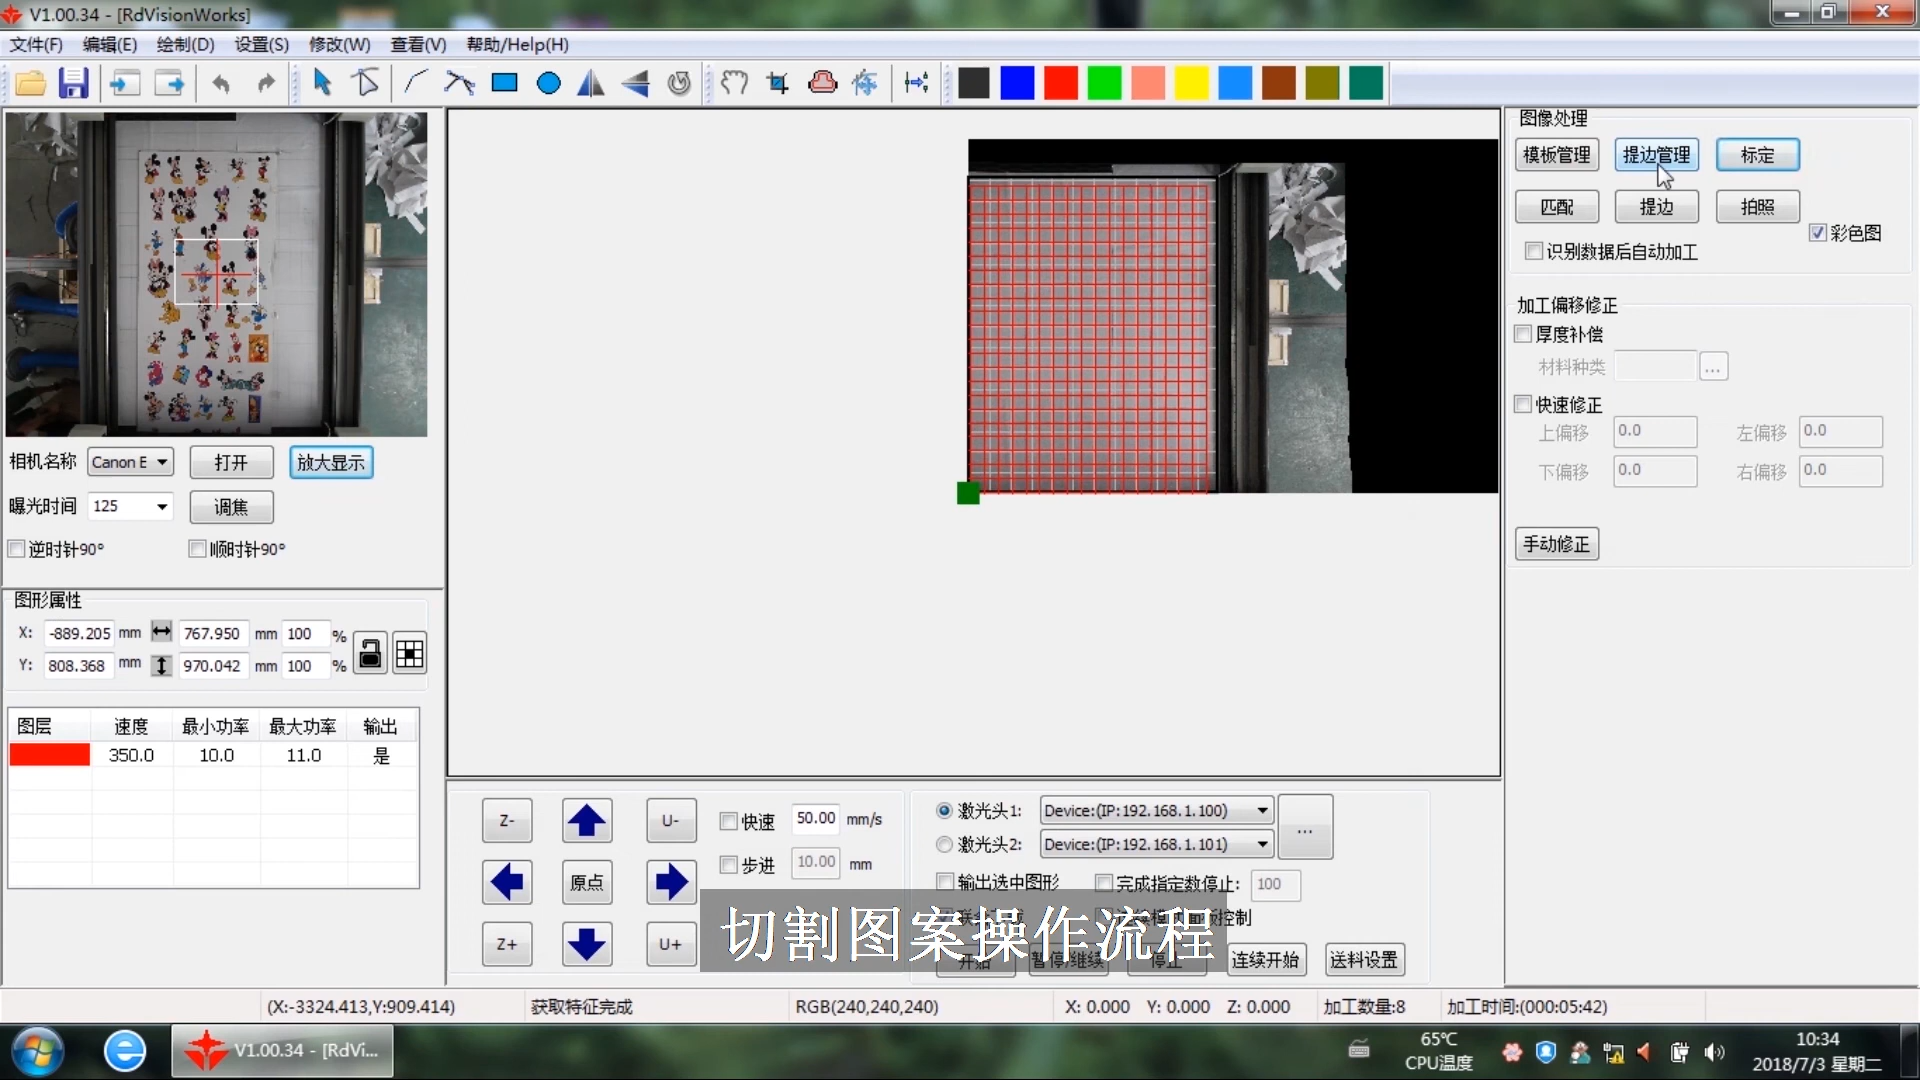 V1.00.34 - [RdVisionWorks]
文件(F) 编辑(E) 绘制(D) 设置(S) 修改(W) 查看(V) 帮助/Help(H)
图像处理
模板管理 提边管理 标定
匹配 提边 拍照
彩色图
识别数据后自动加工
加工偏移修正
厚度补偿
材料种类 ...
快速修正
上偏移 0.0 左偏移 0.0
下偏移 0.0 右偏移 0.0
手动修正
相机名称 Canon E 打开 放大显示
曝光时间 125 调焦
逆时针90° 顺时针90°
图形属性
X: -889.205 mm 767.950 mm 100 %
Y: 808.368 mm 970.042 mm 100 %
图层 速度 最小功率 最大功率 输出
350.0 10.0 11.0 是
Z- U- 快速 50.00 mm/s
步进 10.00 mm
原点
Z+ U+
激光头1: Device:(IP:192.168.1.100) ...
激光头2: Device:(IP:192.168.1.101)
输出选中图形 完成指定数停止: 100
控制
开始 暂停/继续 停止 连续开始 送料设置
切割图案操作流程
(X:-3324.413,Y:909.414) 获取特征完成 RGB(240,240,240) X: 0.000 Y: 0.000 Z: 0.000 加工数量:8 加工时间:(000:05:42)
V1.00.34 - [RdVi...
65℃
CPU温度
10:34
2018/7/3 星期二